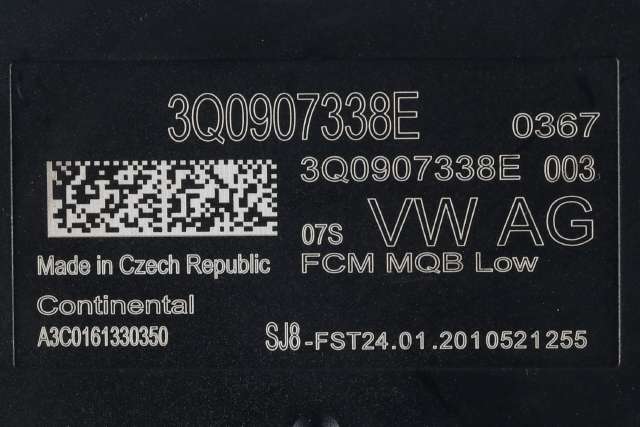 3Q0907338E 0367
3Q0907338E 003
07S VW AG
Made in Czech Republic FCM MQB Low
Continental
A3C0161330350 SJ8-FST24.01.2010521255